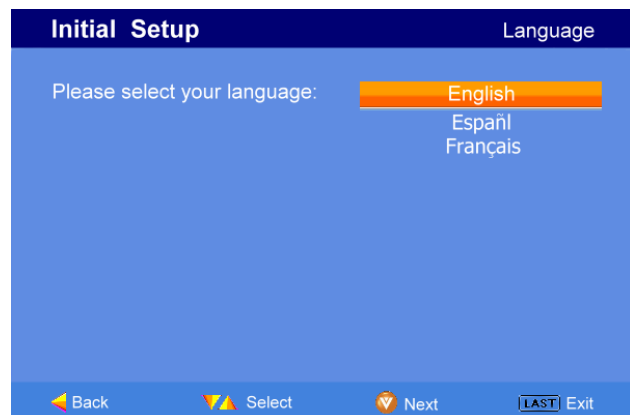 Initial Setup Language
Please select your language: English
Españl
Français
Back Select Next LAST Exit